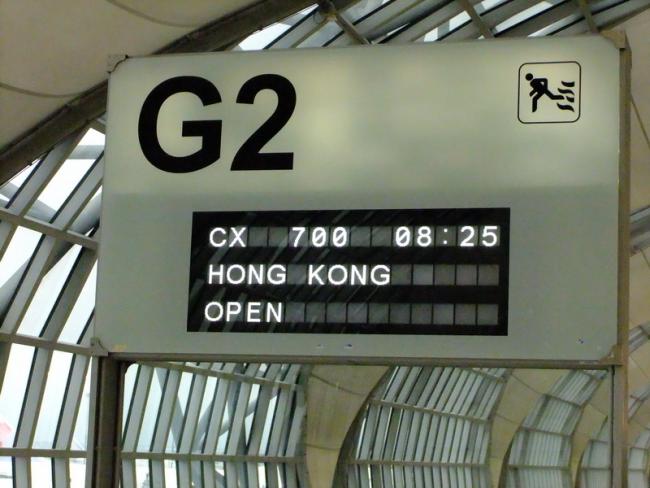 G2
CX 700 08:25
HONG KONG
OPEN